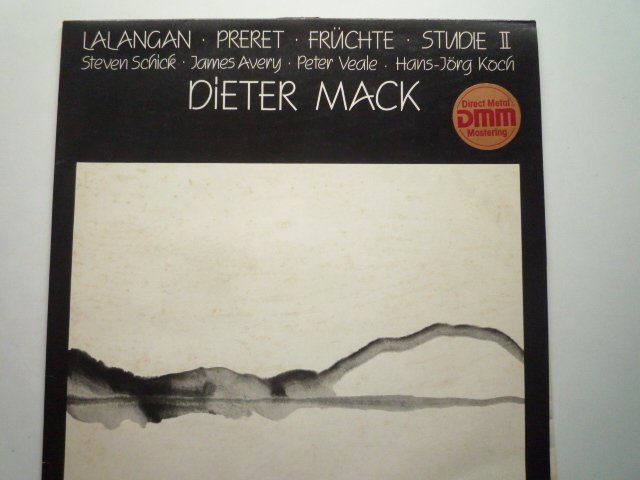 LALANGAN · PRERET · FRÜCHTE · STUDIE II
Steven Schick · James Avery · Peter Veale · Hans-Jörg Koch
DiETER MACK
Direct Metal
DMM
Mastering